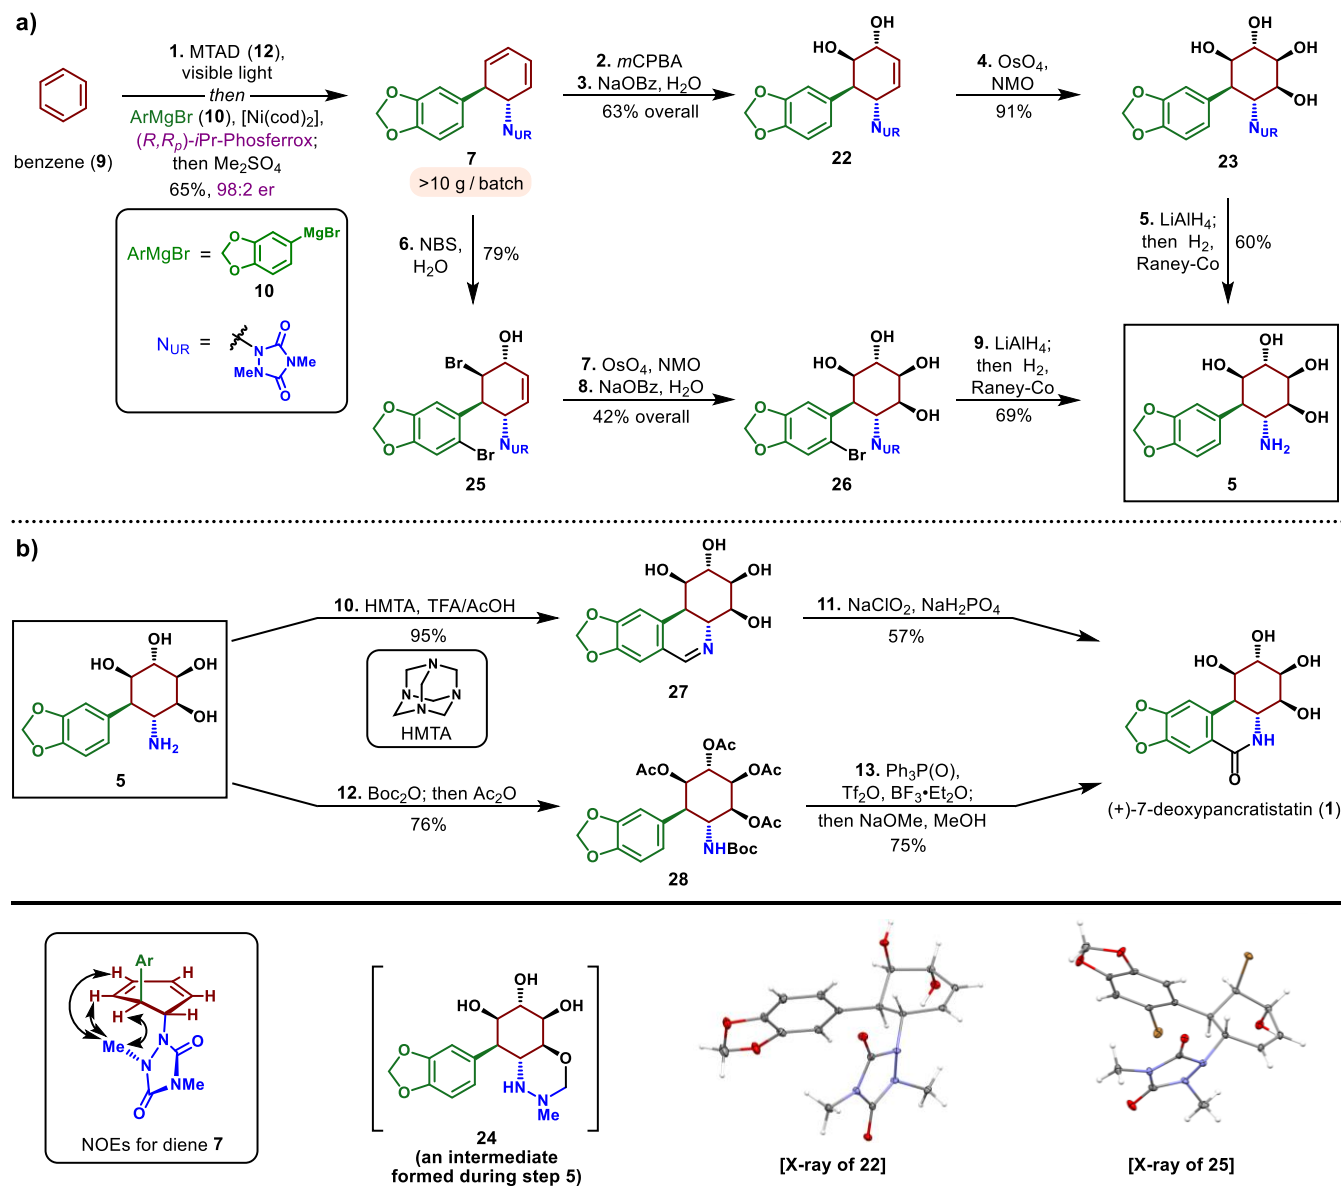 a)
benzene (9)
1. MTAD (12),
visible light
then
ArMgBr (10), [Ni(cod)2],
(R,Rp)-iPr-Phosferrox;
then Me2SO4
65%, 98:2 er
O
O
NUR
7
>10 g / batch
2. mCPBA
3. NaOBz, H2O
63% overall
OH
HO
O
O
NUR
22
4. OsO4,
NMO
91%
OH
HO
OH
OH
O
O
NUR
23
ArMgBr =
O
O
MgBr
10
NUR =
O
N
NMe
MeN
O
6. NBS,
H2O
79%
5. LiAlH4;
then H2,
Raney-Co
60%
OH
Br
O
O
Br
NUR
25
7. OsO4, NMO
8. NaOBz, H2O
42% overall
OH
HO
OH
OH
O
O
Br
NUR
26
9. LiAlH4;
then H2,
Raney-Co
69%
OH
HO
OH
OH
O
O
NH2
5
b)
OH
HO
OH
OH
O
O
NH2
5
10. HMTA, TFA/AcOH
95%
N
N
N
N
HMTA
OH
HO
OH
OH
O
O
N
27
11. NaClO2, NaH2PO4
57%
12. Boc2O; then Ac2O
76%
OAc
AcO
OAc
OAc
O
O
NHBoc
28
13. Ph3P(O),
Tf2O, BF3•Et2O;
then NaOMe, MeOH
75%
OH
HO
OH
OH
O
O
NH
O
(+)-7-deoxypancratistatin (1)
Ar
H
H
H
H
H
H
N
O
Me
N
NMe
O
NOEs for diene 7
OH
HO
OH
O
O
O
HN
N
Me
24
(an intermediate
formed during step 5)
[X-ray of 22]
[X-ray of 25]